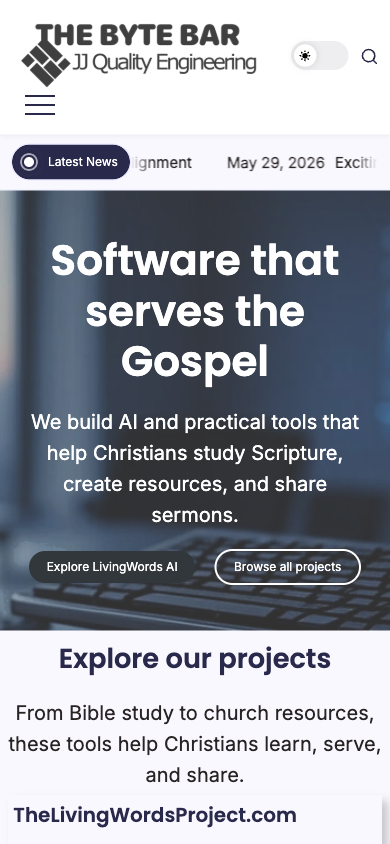 THE BYTE BAR
JJ Quality Engineering
Latest News
ignment May 29, 2026 Exciti
Software that
serves the
Gospel
We build AI and practical tools that
help Christians study Scripture,
create resources, and share
sermons.
Explore LivingWords AI Browse all projects
Explore our projects
From Bible study to church resources,
these tools help Christians learn, serve,
and share.
TheLivingWordsProject.com